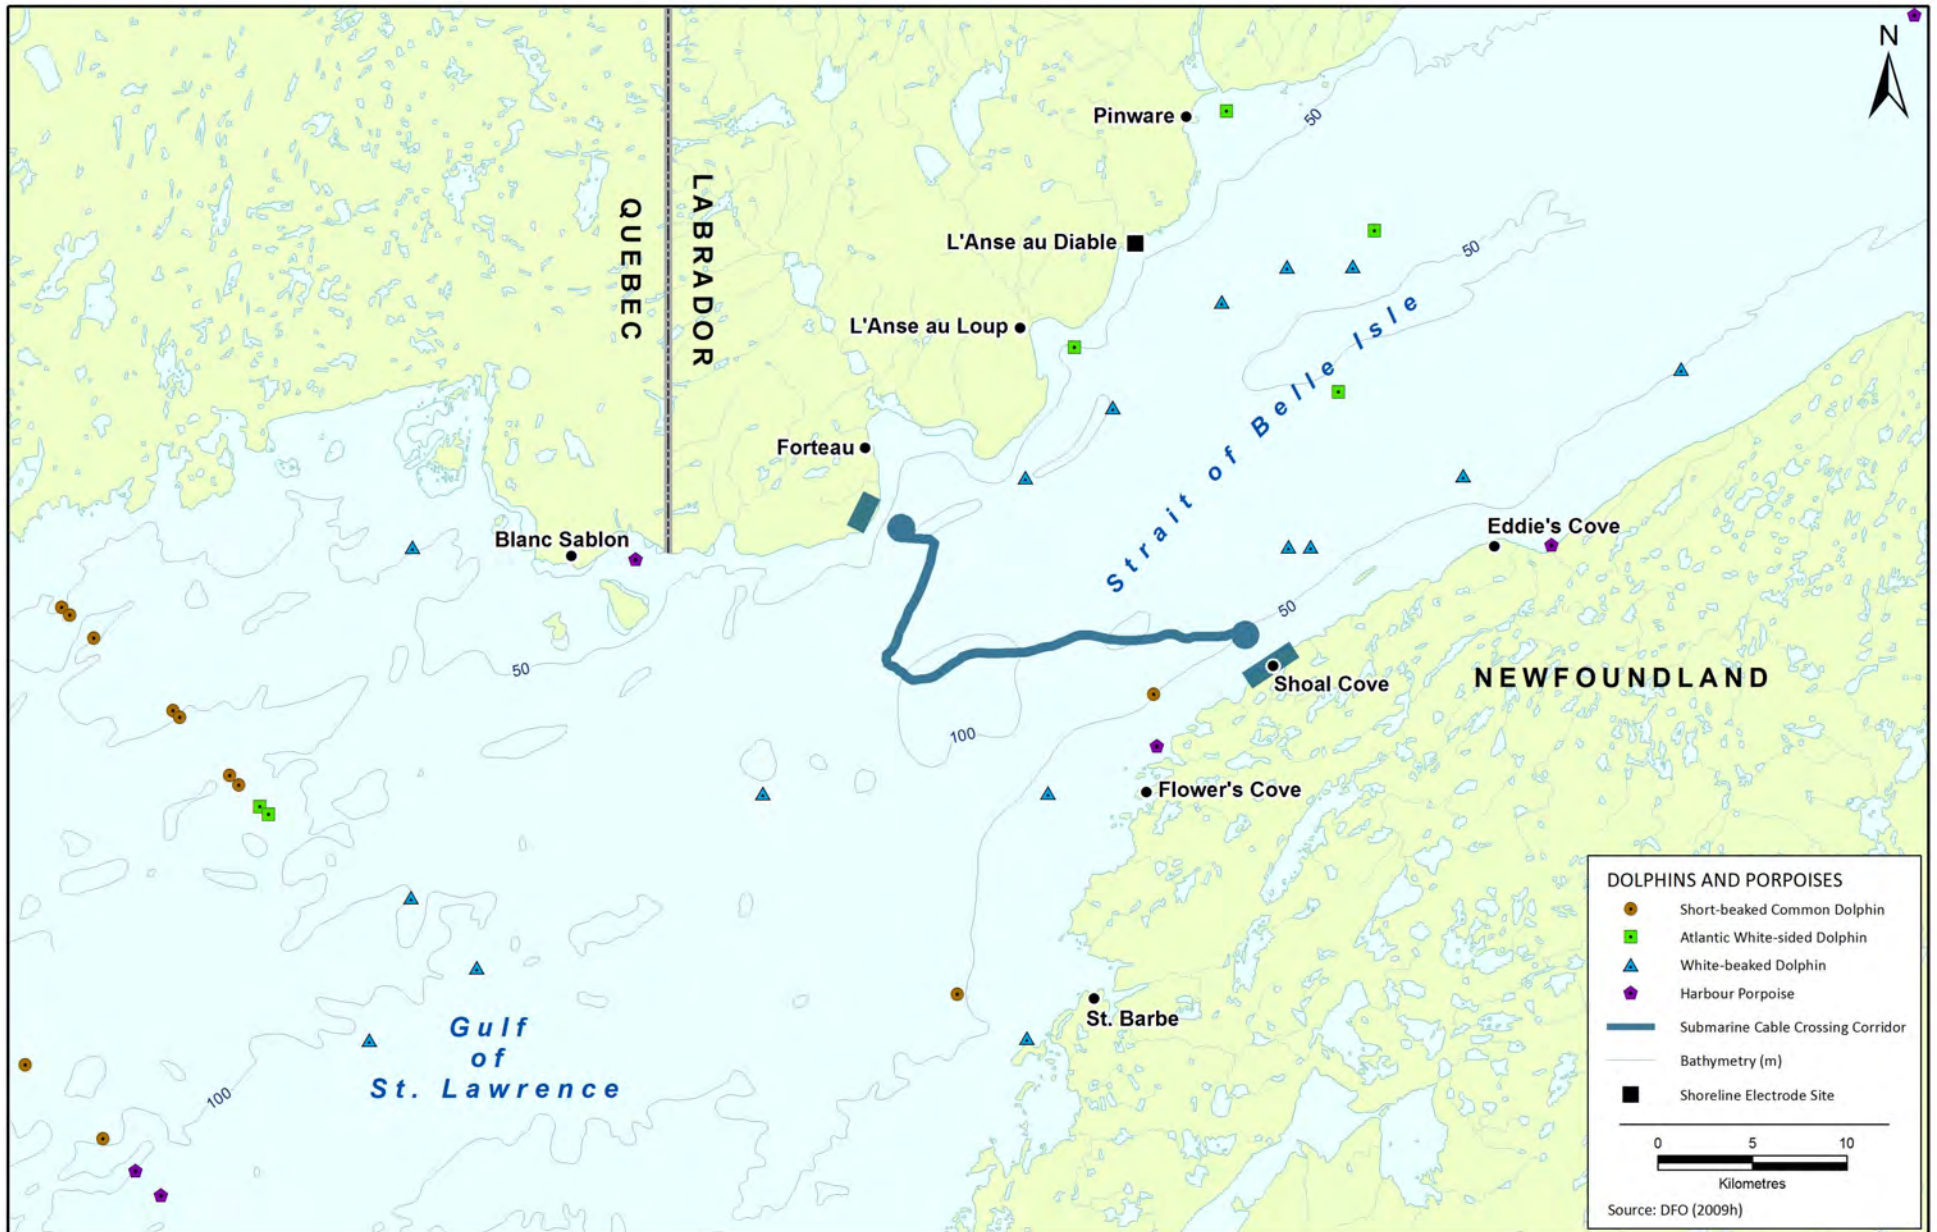 N
Pinware
50
QUEBEC
LABRADOR
L'Anse au Diable
50
L'Anse au Loup
Strait of Belle Isle
Forteau
Blanc Sablon
Eddie's Cove
50
50
Shoal Cove
NEWFOUNDLAND
100
Flower's Cove
St. Barbe
Gulf
of
St. Lawrence
100
DOLPHINS AND PORPOISES
Short-beaked Common Dolphin
Atlantic White-sided Dolphin
White-beaked Dolphin
Harbour Porpoise
Submarine Cable Crossing Corridor
Bathymetry (m)
Shoreline Electrode Site
0 5 10
Kilometres
Source: DFO (2009h)